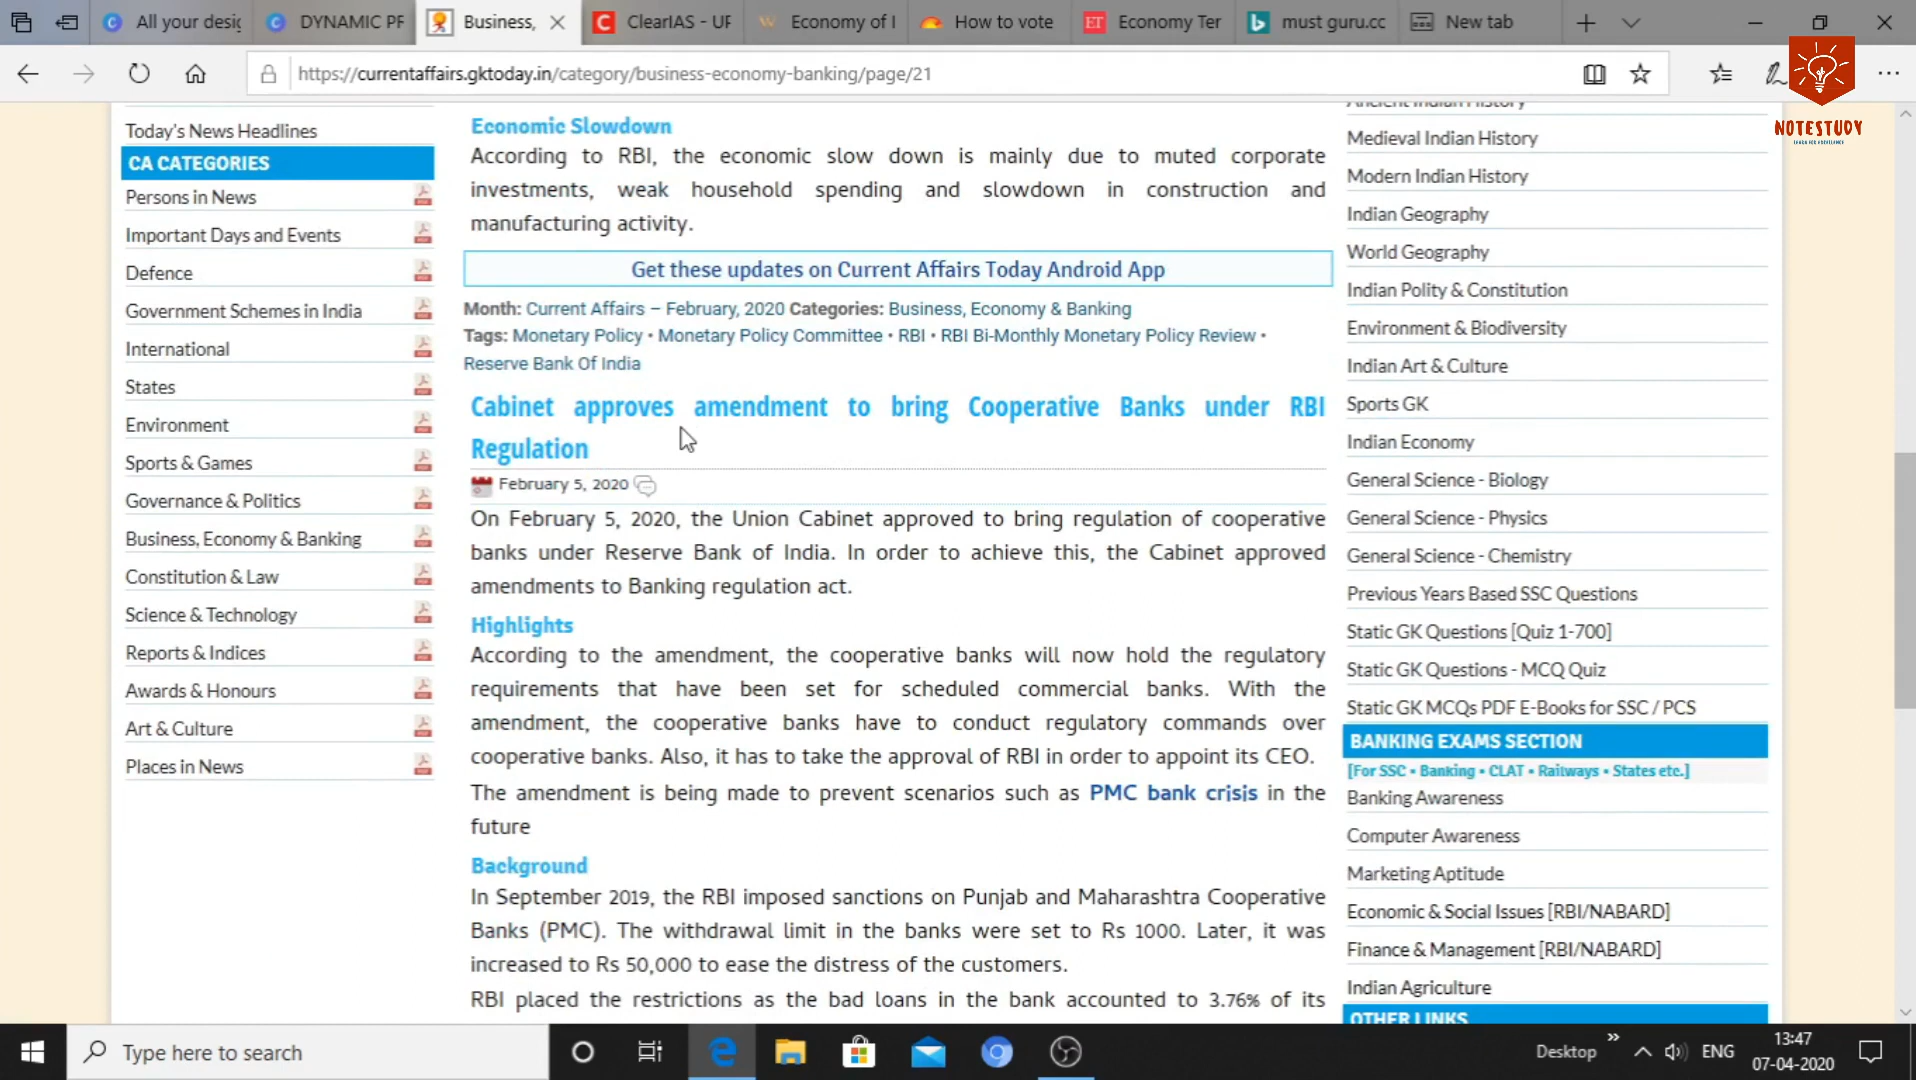 All your desig
DYNAMIC PF
Business,
ClearIAS - UF
Economy of I
How to vote
Economy Ter
must guru.cc
New tab
https://currentaffairs.gktoday.in/category/business-economy-banking/page/21
NOTESTUDY
Today's News Headlines
CA CATEGORIES
Persons in News
Important Days and Events
Defence
Government Schemes in India
International
States
Environment
Sports & Games
Governance & Politics
Business, Economy & Banking
Constitution & Law
Science & Technology
Reports & Indices
Awards & Honours
Art & Culture
Places in News
Economic Slowdown
According to RBI, the economic slow down is mainly due to muted corporate
investments, weak household spending and slowdown in construction and
manufacturing activity.
Get these updates on Current Affairs Today Android App
Month: Current Affairs – February, 2020 Categories: Business, Economy & Banking
Tags: Monetary Policy • Monetary Policy Committee • RBI • RBI Bi-Monthly Monetary Policy Review •
Reserve Bank Of India
Cabinet approves amendment to bring Cooperative Banks under RBI
Regulation
February 5, 2020
On February 5, 2020, the Union Cabinet approved to bring regulation of cooperative
banks under Reserve Bank of India. In order to achieve this, the Cabinet approved
amendments to Banking regulation act.
Highlights
According to the amendment, the cooperative banks will now hold the regulatory
requirements that have been set for scheduled commercial banks. With the
amendment, the cooperative banks have to conduct regulatory commands over
cooperative banks. Also, it has to take the approval of RBI in order to appoint its CEO.
The amendment is being made to prevent scenarios such as PMC bank crisis in the
future
Background
In September 2019, the RBI imposed sanctions on Punjab and Maharashtra Cooperative
Banks (PMC). The withdrawal limit in the banks were set to Rs 1000. Later, it was
increased to Rs 50,000 to ease the distress of the customers.
RBI placed the restrictions as the bad loans in the bank accounted to 3.76% of its
Ancient Indian History
Medieval Indian History
Modern Indian History
Indian Geography
World Geography
Indian Polity & Constitution
Environment & Biodiversity
Indian Art & Culture
Sports GK
Indian Economy
General Science - Biology
General Science - Physics
General Science - Chemistry
Previous Years Based SSC Questions
Static GK Questions [Quiz 1-700]
Static GK Questions - MCQ Quiz
Static GK MCQs PDF E-Books for SSC / PCS
BANKING EXAMS SECTION
[For SSC • Banking • CLAT • Railways • States etc.]
Banking Awareness
Computer Awareness
Marketing Aptitude
Economic & Social Issues [RBI/NABARD]
Finance & Management [RBI/NABARD]
Indian Agriculture
OTHER LINKS
Type here to search
Desktop
ENG
13:47
07-04-2020